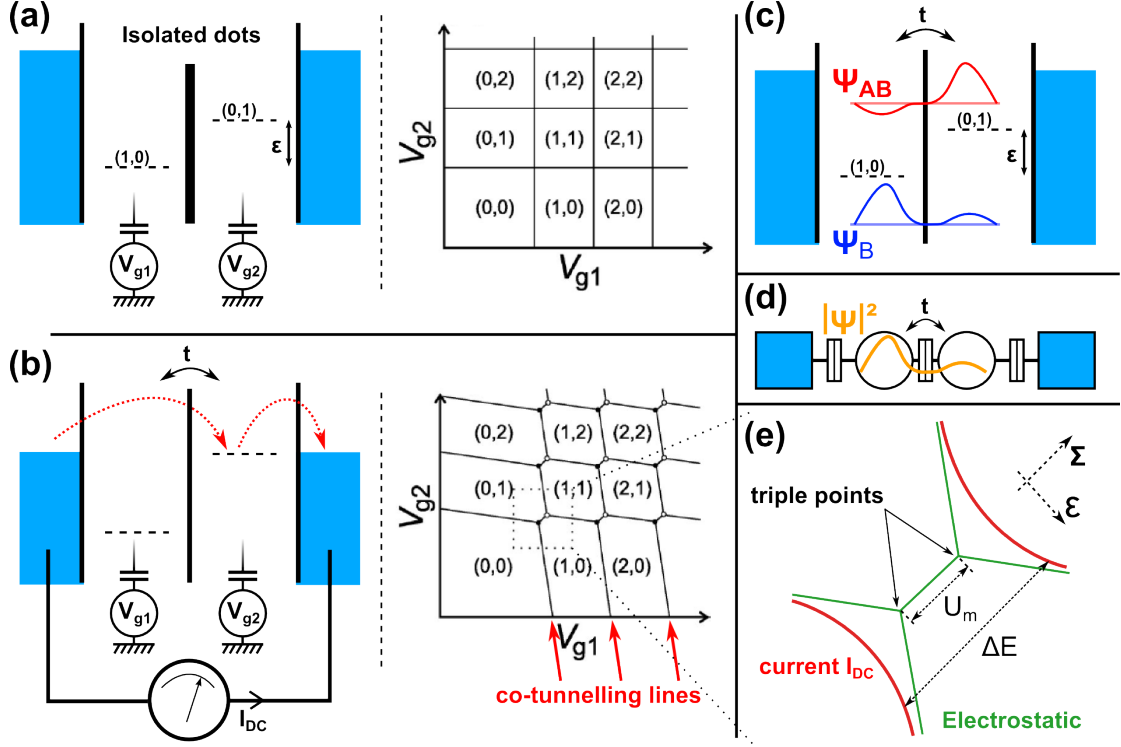 (a)
Isolated dots
(0,1)
(1,0)
ε
Vg1
Vg2
Vg2
(0,2) (1,2) (2,2)
(0,1) (1,1) (2,1)
(0,0) (1,0) (2,0)
Vg1
(b)
t
Vg1
Vg2
IDC
Vg2
(0,2) (1,2) (2,2)
(0,1) (1,1) (2,1)
(0,0) (1,0) (2,0)
Vg1
co-tunnelling lines
(c)
t
ΨAB
(0,1)
(1,0)
ε
ΨB
(d)
|Ψ|²
t
(e)
Σ
ε
triple points
Um
ΔE
current IDC
Electrostatic